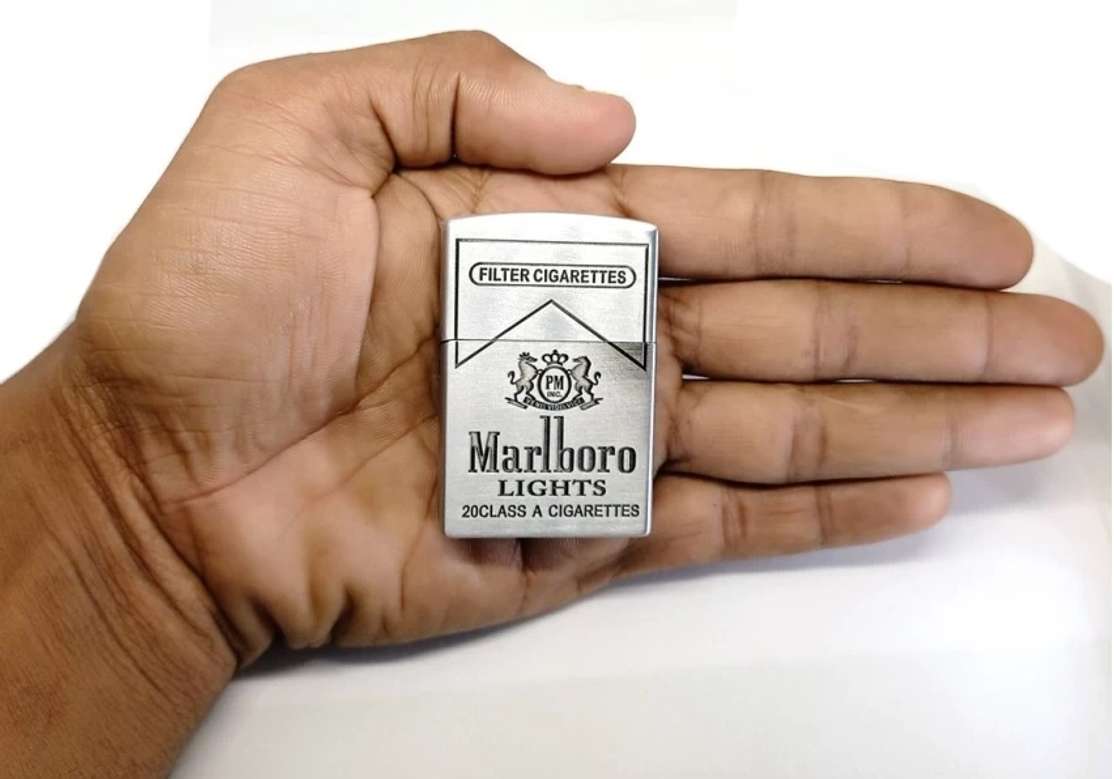 FILTER CIGARETTES
PM
INC.
Marlboro
LIGHTS
20CLASS A CIGARETTES